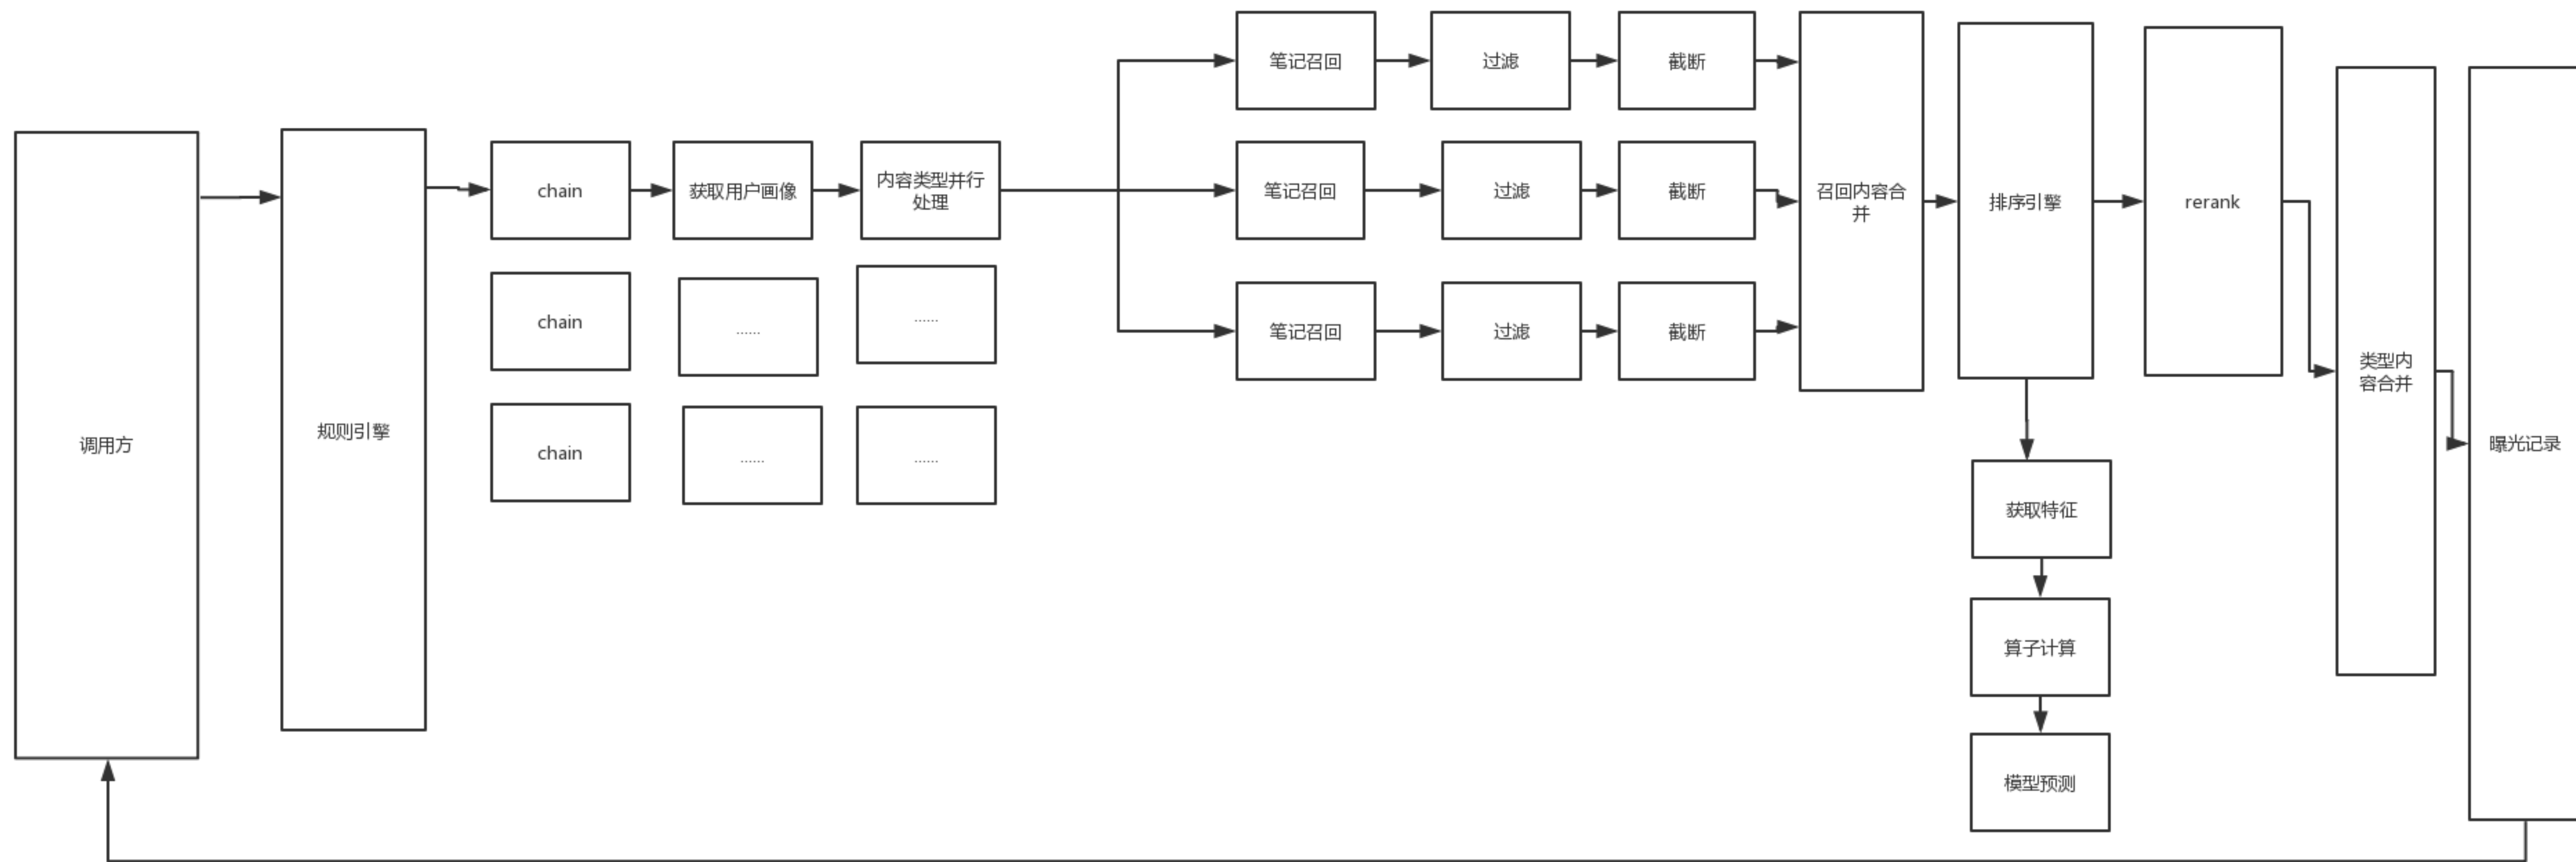 调用方
规则引擎
chain
获取用户画像
内容类型并行
处理
chain
......
......
chain
......
......
笔记召回
过滤
截断
笔记召回
过滤
截断
笔记召回
过滤
截断
召回内容合
并
排序引擎
rerank
获取特征
算子计算
模型预测
类型内
容合并
曝光记录